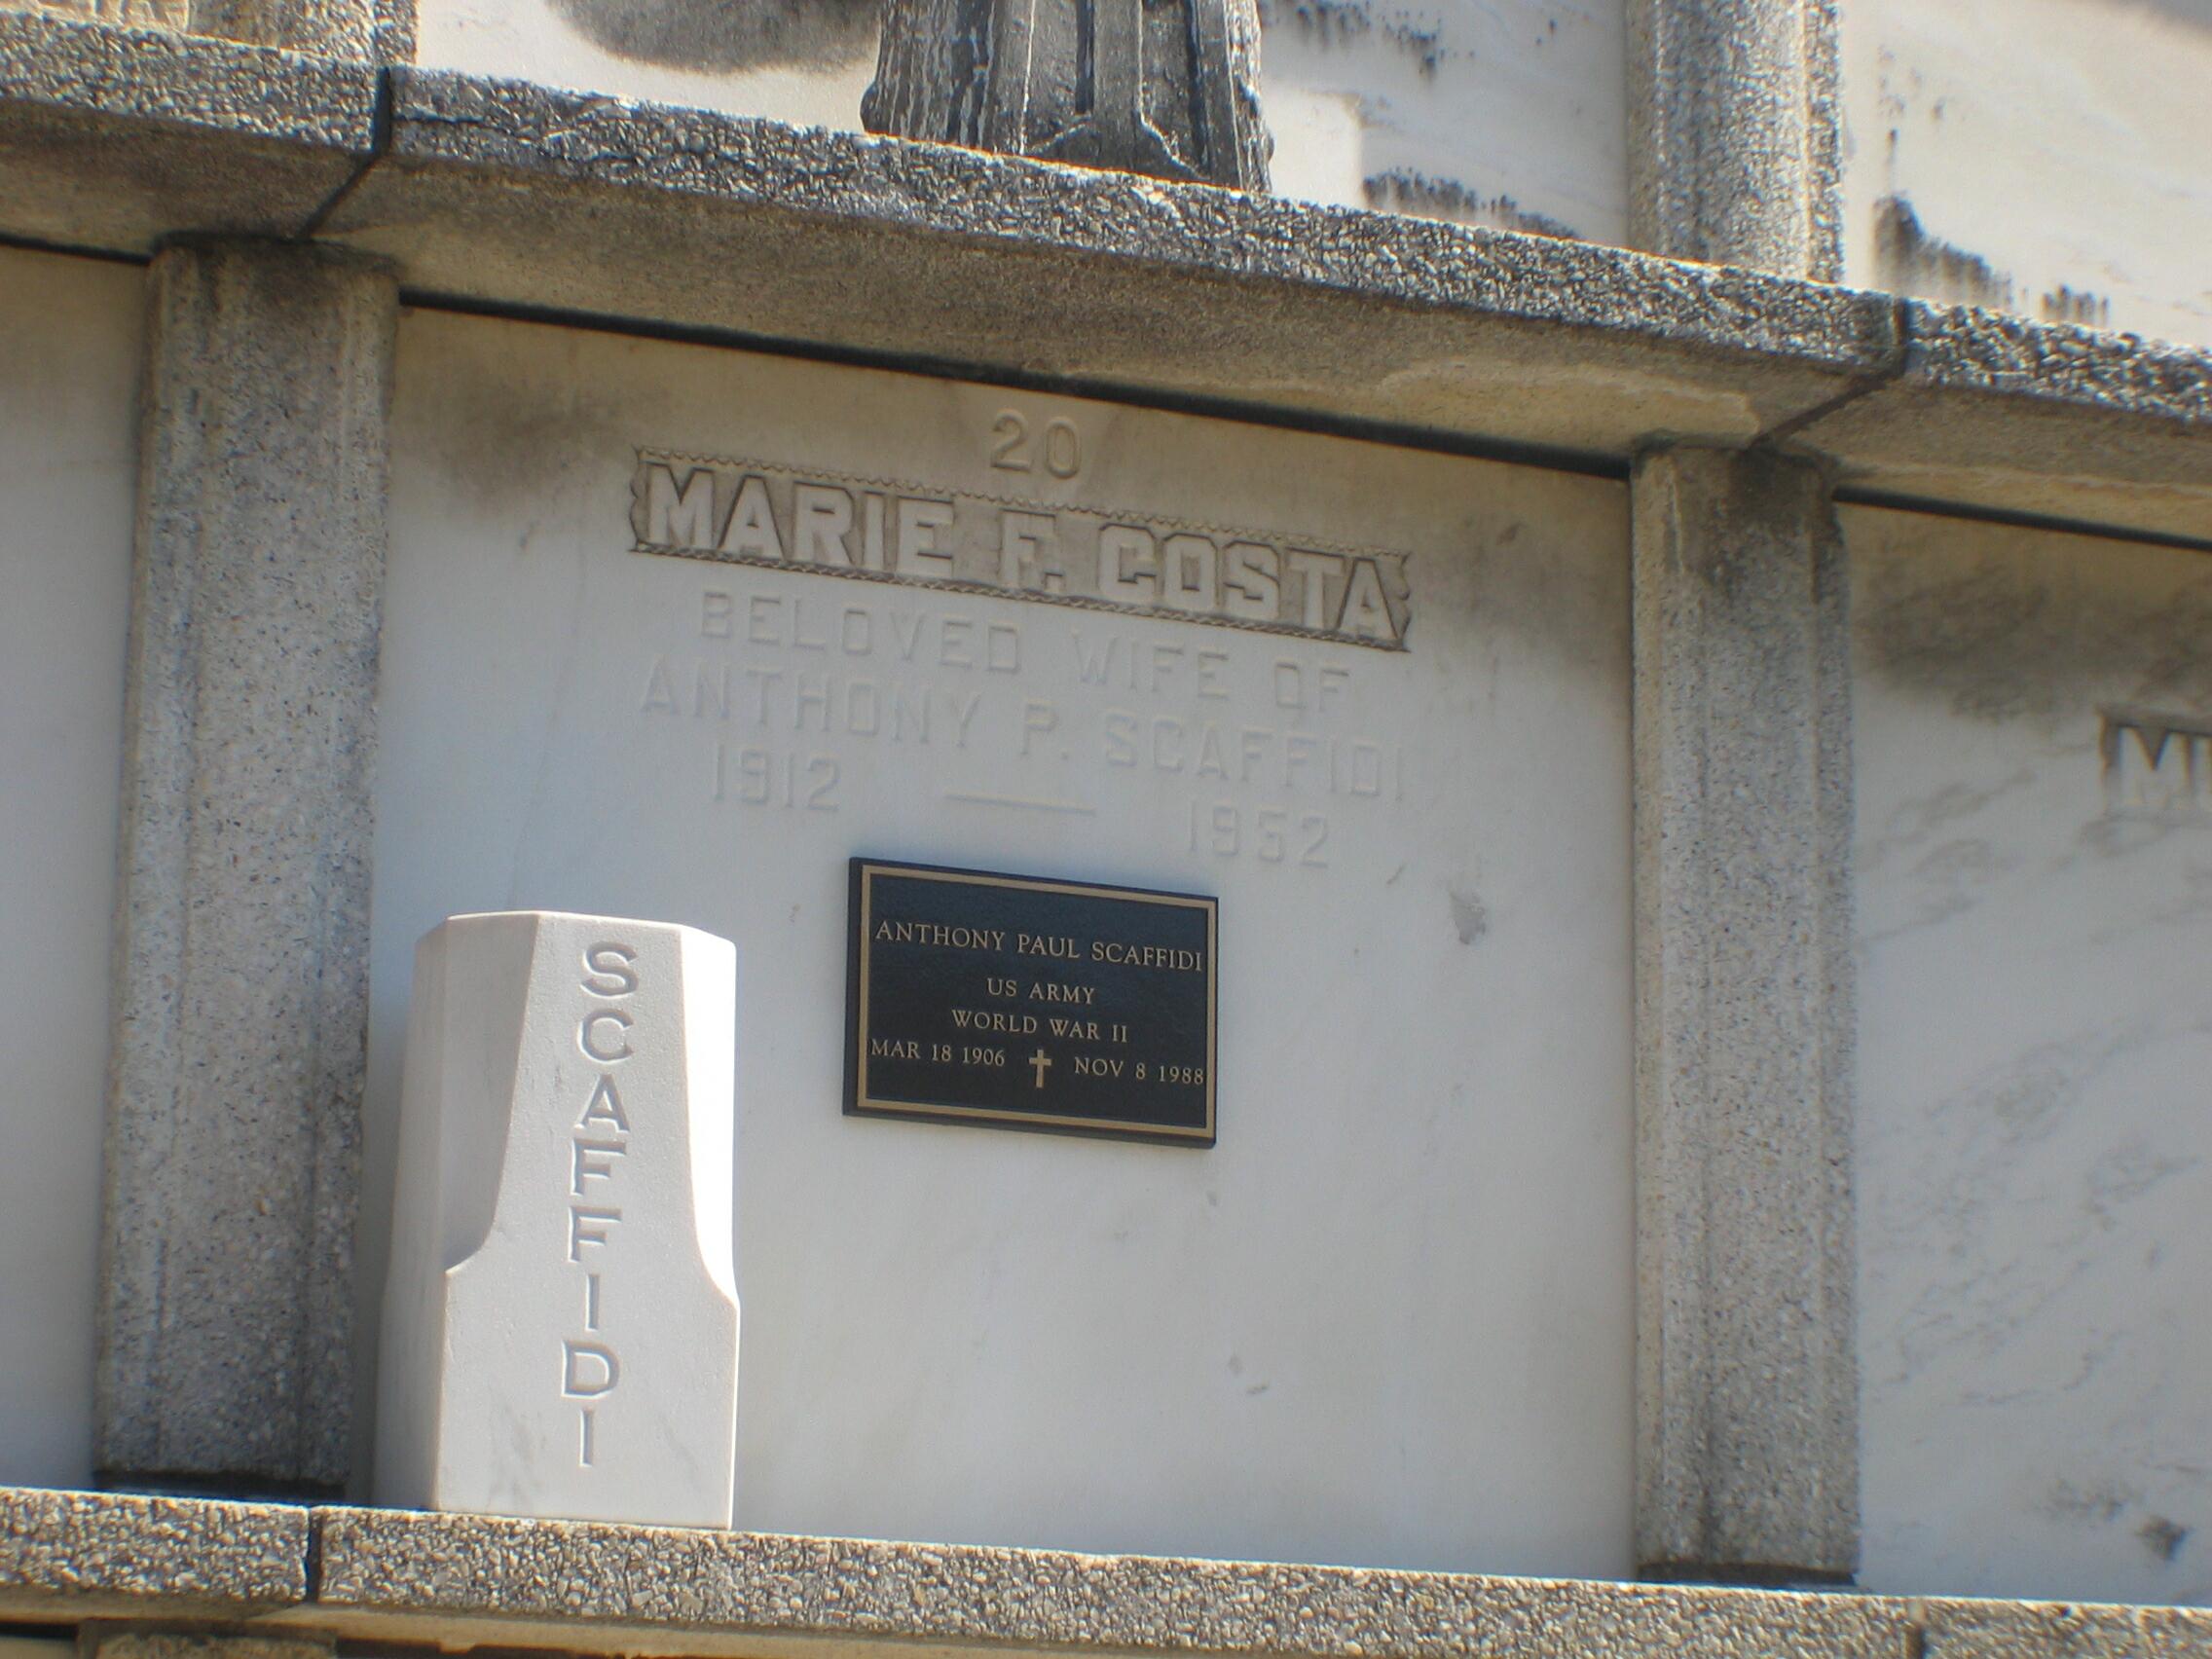 20
MARIE F. COSTA
BELOVED WIFE OF
ANTHONY P. SCAFFIDI
1912 — 1952
ANTHONY PAUL SCAFFIDI
US ARMY
WORLD WAR II
MAR 18 1906 ✝ NOV 8 1988
SCAFFIDI